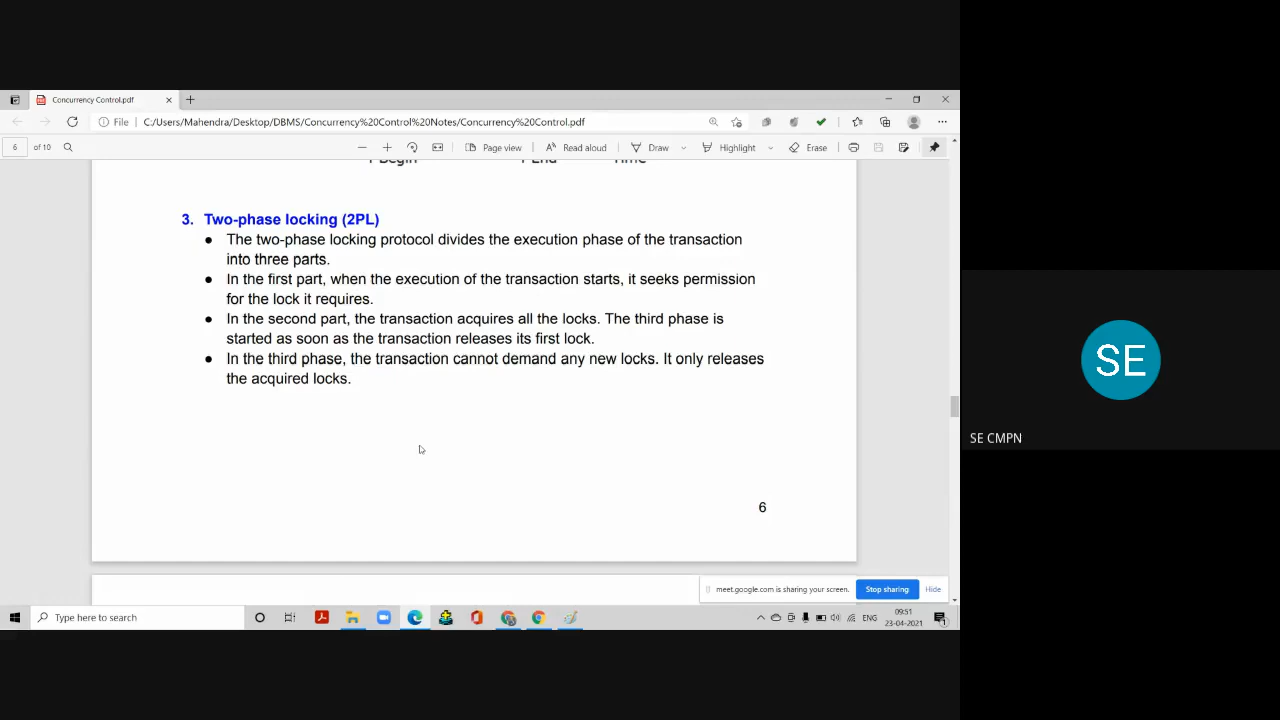 Concurrency Control.pdf
File
C:/Users/Mahendra/Desktop/DBMS/Concurrency%20Control%20Notes/Concurrency%20Control.pdf
6 of 10
Page view
Read aloud
Draw
Highlight
Erase
T Begin T End Time
3. Two-phase locking (2PL)
● The two-phase locking protocol divides the execution phase of the transaction
into three parts.
● In the first part, when the execution of the transaction starts, it seeks permission
for the lock it requires.
● In the second part, the transaction acquires all the locks. The third phase is
started as soon as the transaction releases its first lock.
● In the third phase, the transaction cannot demand any new locks. It only releases
the acquired locks.
6
SE
SE CMPN
meet.google.com is sharing your screen.
Stop sharing
Hide
Type here to search
ENG
09:51
23-04-2021